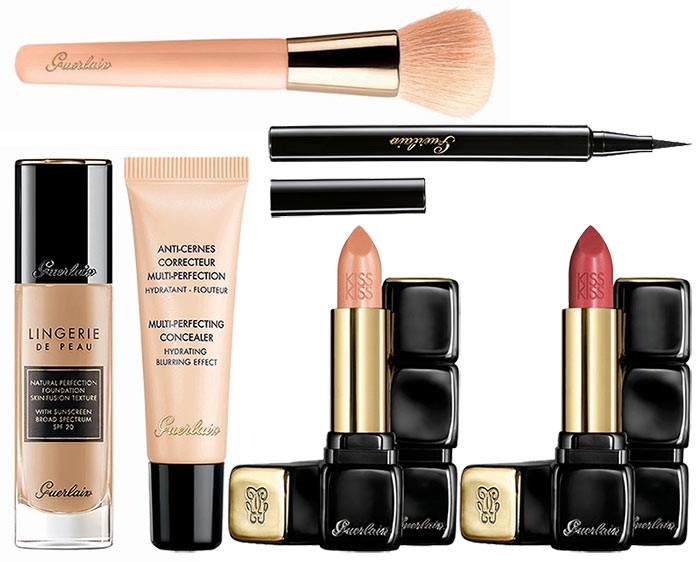 Guerlain
Guerlain
Guerlain
LINGERIE
DE PEAU
NATURAL PERFECTION
FOUNDATION
SKIN FUSION TEXTURE
WITH SUNSCREEN
BROAD SPECTRUM
SPF 20
Guerlain
ANTI-CERNES
CORRECTEUR
MULTI-PERFECTION
HYDRATANT - FLOUTEUR
MULTI-PERFECTING
CONCEALER
HYDRATING
BLURRING EFFECT
Guerlain
KISS
KISS
Guerlain
KISS
KISS
Guerlain